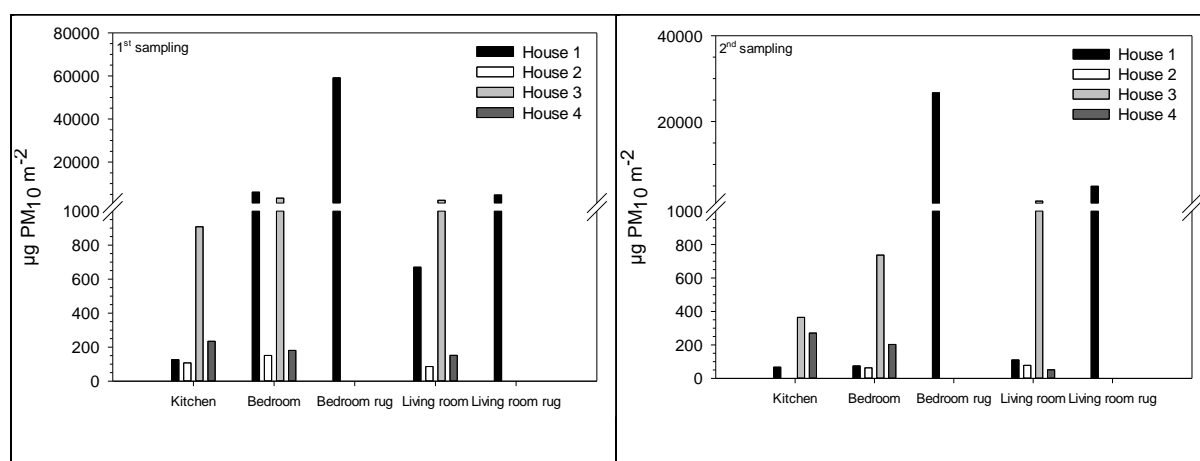 1st sampling
House 1
House 2
House 3
House 4
80000
60000
40000
20000
1000
800
600
400
200
0
µg PM10 m-2
Kitchen Bedroom Bedroom rug Living room Living room rug
2nd sampling
House 1
House 2
House 3
House 4
40000
20000
1000
800
600
400
200
0
µg PM10 m-2
Kitchen Bedroom Bedroom rug Living room Living room rug